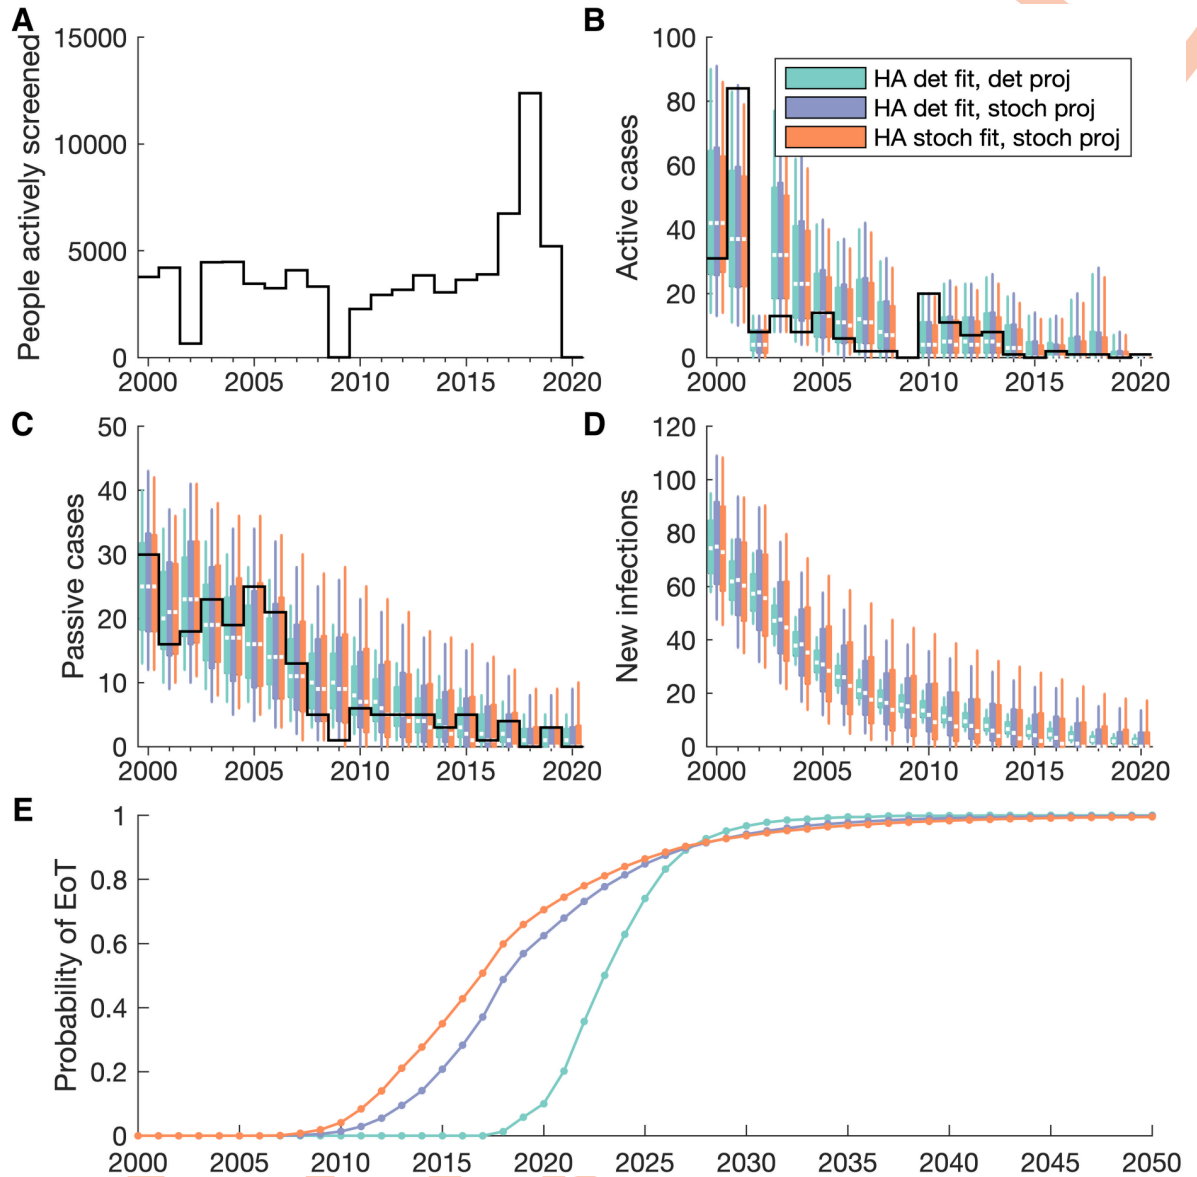 A
People actively screened
15000
10000
5000
0
2000 2005 2010 2015 2020
B
Active cases
100
80
60
40
20
0
HA det fit, det proj
HA det fit, stoch proj
HA stoch fit, stoch proj
2000 2005 2010 2015 2020
C
Passive cases
50
40
30
20
10
0
2000 2005 2010 2015 2020
D
New infections
120
100
80
60
40
20
0
2000 2005 2010 2015 2020
E
Probability of EoT
1
0.8
0.6
0.4
0.2
0
2000 2005 2010 2015 2020 2025 2030 2035 2040 2045 2050